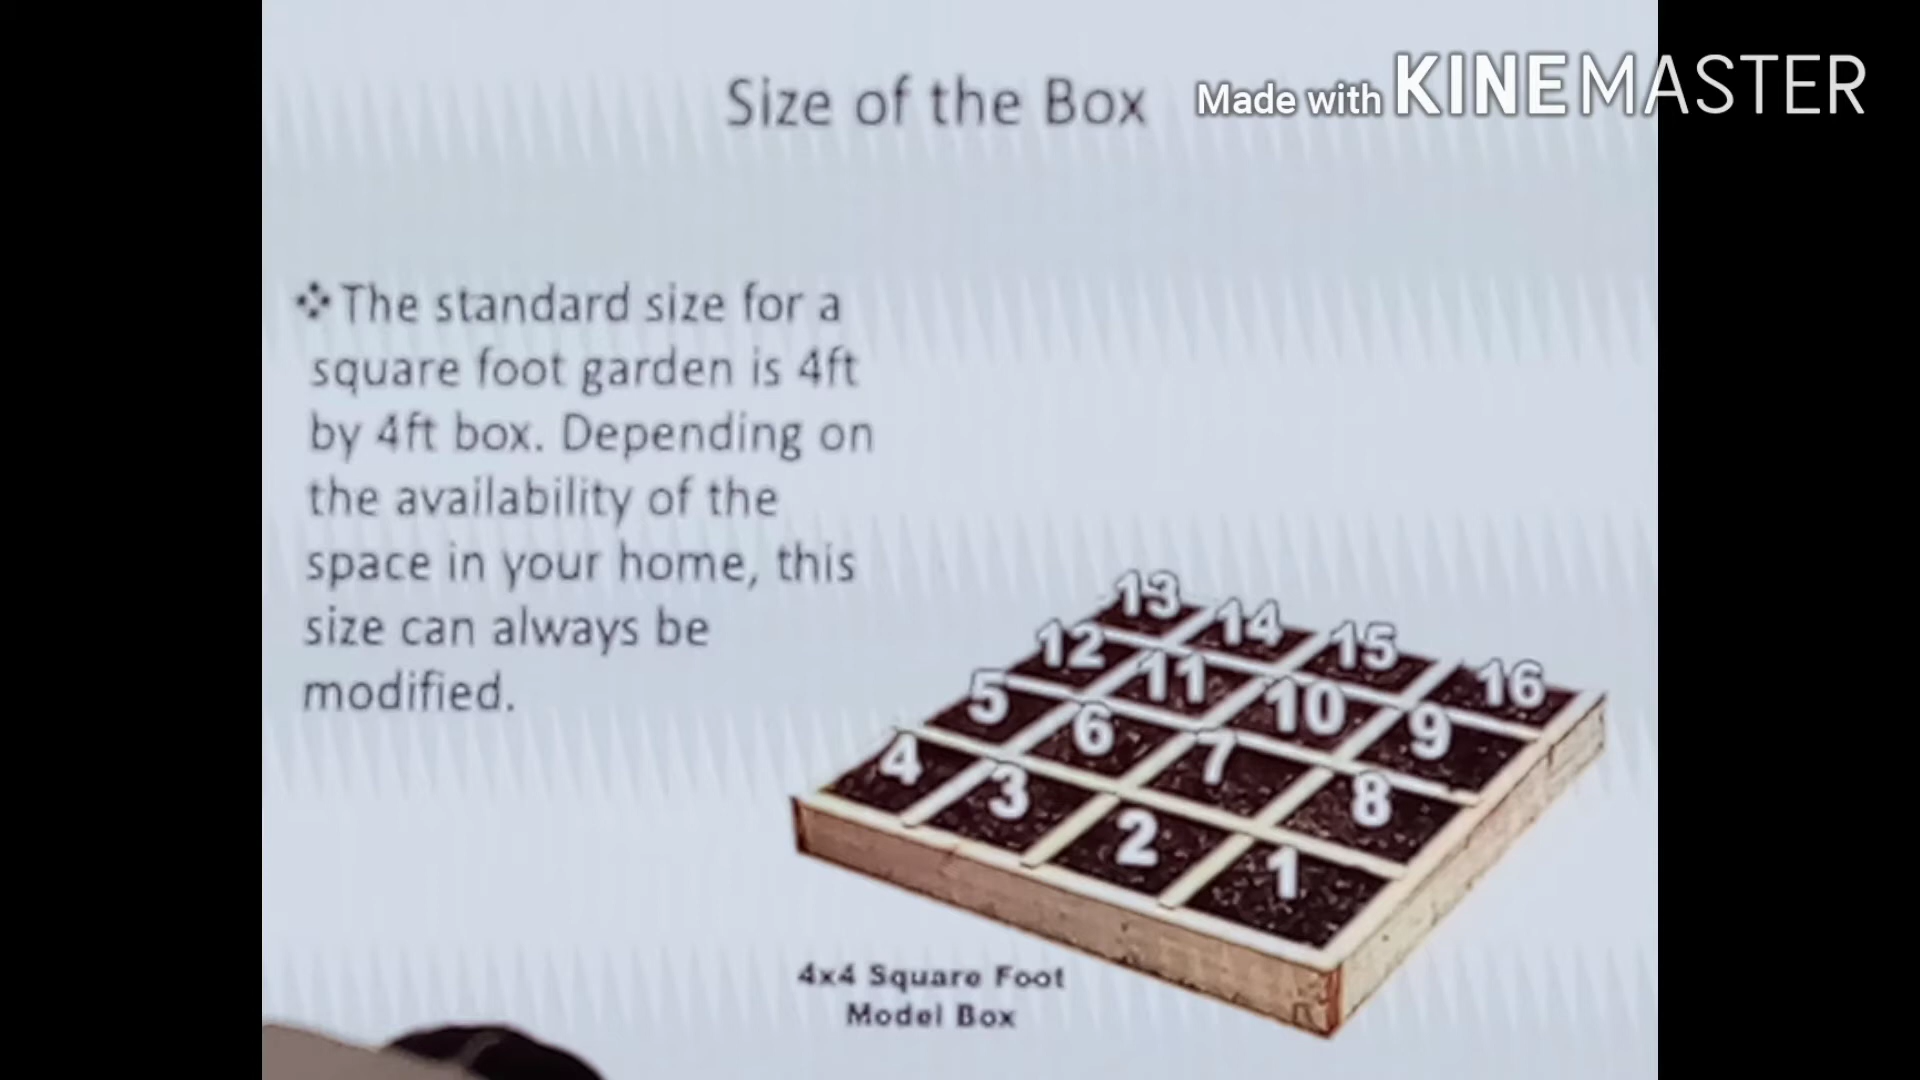 Size of the Box
Made with KINEMASTER
❖The standard size for a
square foot garden is 4ft
by 4ft box. Depending on
the availability of the
space in your home, this
size can always be
modified.
13 14 15 16
12 11 10 9
5 6 7 8
4 3 2 1
4x4 Square Foot
Model Box